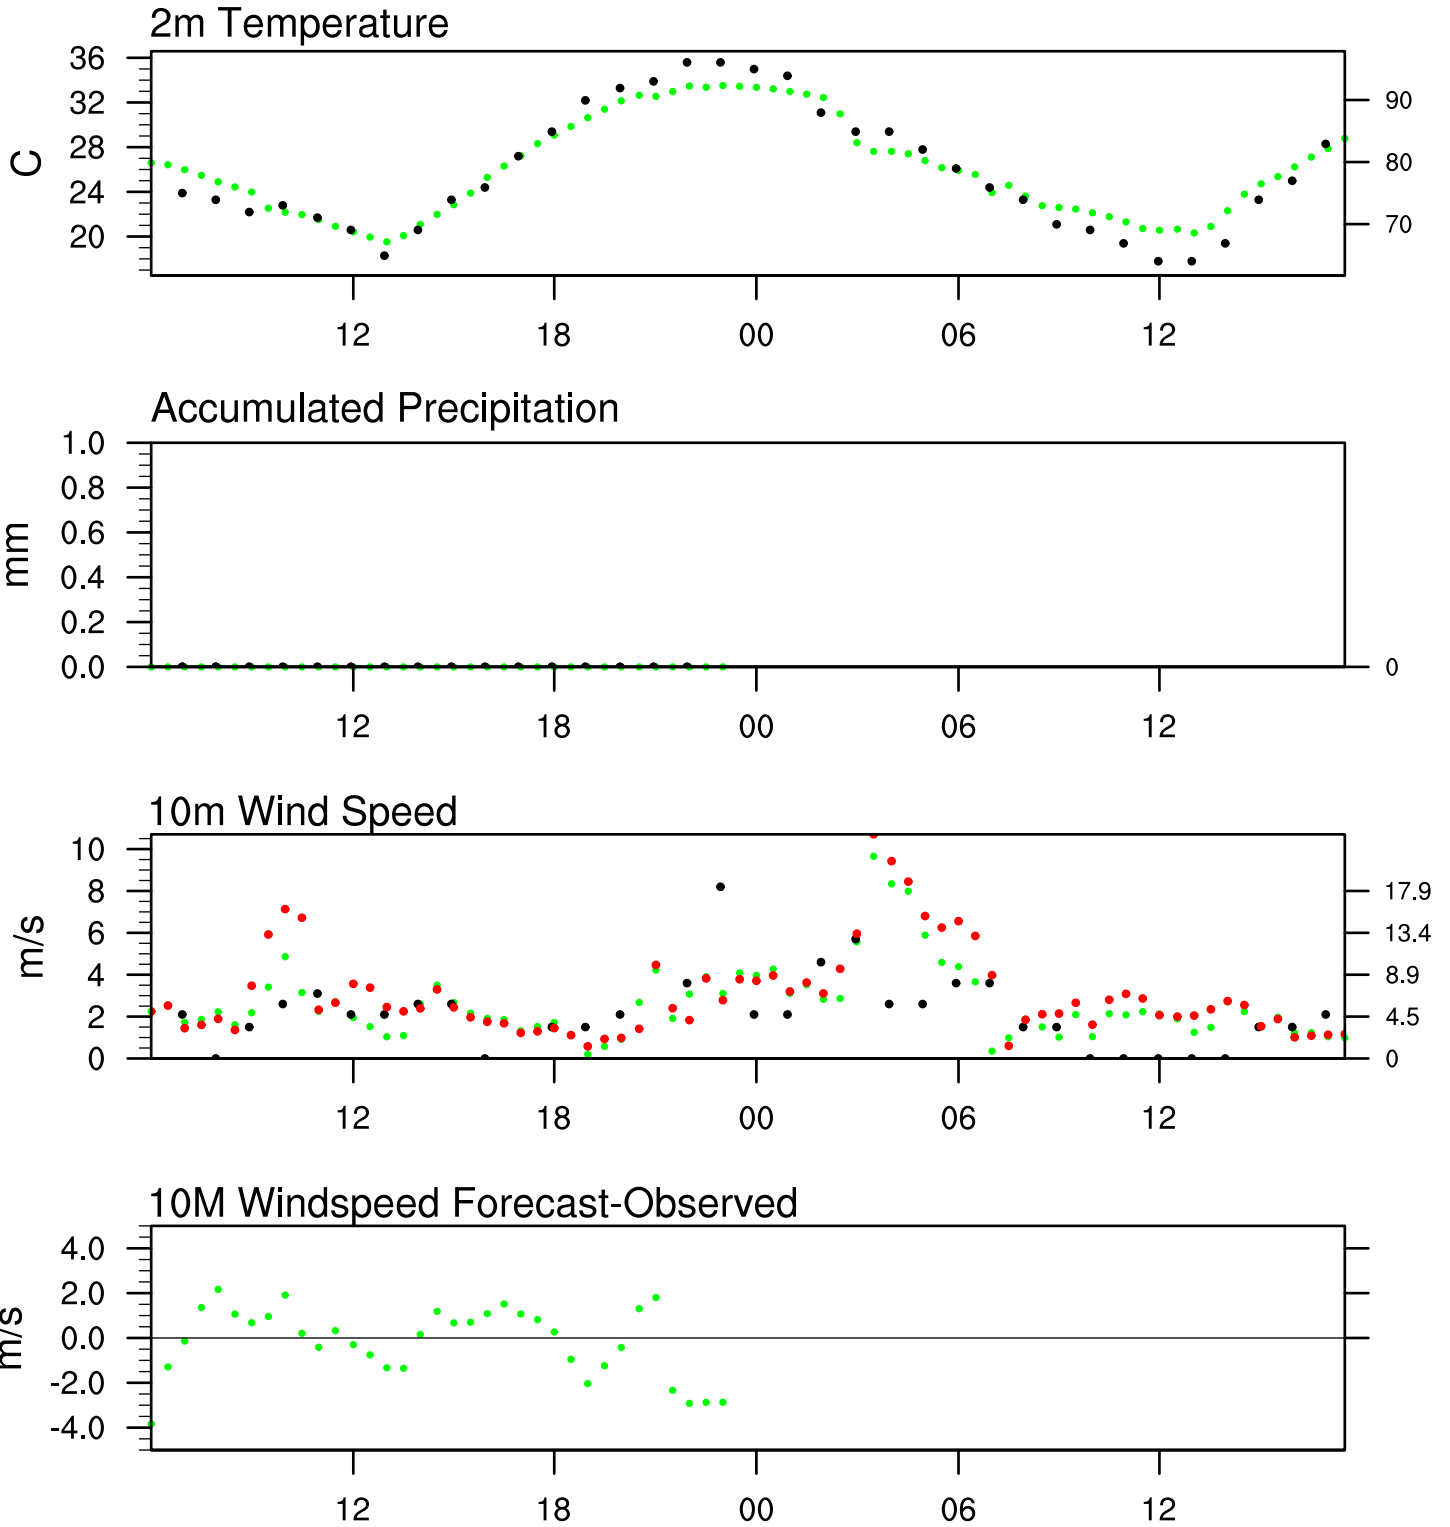 2m Temperature
36
32
28
24
20
C
90
80
70
12 18 00 06 12
Accumulated Precipitation
1.0
0.8
0.6
0.4
0.2
0.0
mm
0
12 18 00 06 12
10m Wind Speed
10
8
6
4
2
0
m/s
17.9
13.4
8.9
4.5
0
12 18 00 06 12
10M Windspeed Forecast-Observed
4.0
2.0
0.0
-2.0
-4.0
m/s
12 18 00 06 12